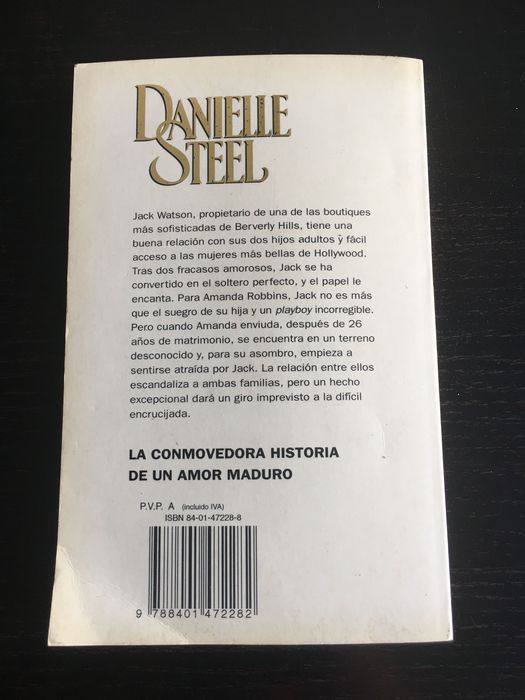 DANIELLE
STEEL
Jack Watson, propietario de una de las boutiques
más sofisticadas de Berverly Hills, tiene una
buena relación con sus dos hijos adultos y fácil
acceso a las mujeres más bellas de Hollywood.
Tras dos fracasos amorosos, Jack se ha
convertido en el soltero perfecto, y el papel le
encanta. Para Amanda Robbins, Jack no es más
que el suegro de su hija y un playboy incorregible.
Pero cuando Amanda enviuda, después de 26
años de matrimonio, se encuentra en un terreno
desconocido y, para su asombro, empieza a
sentirse atraída por Jack. La relación entre ellos
escandaliza a ambas familias, pero un hecho
excepcional dará un giro imprevisto a la difícil
encrucijada.
LA CONMOVEDORA HISTORIA
DE UN AMOR MADURO
P.V.P. A (incluido IVA)
ISBN 84-01-47228-8
9 788401 472282